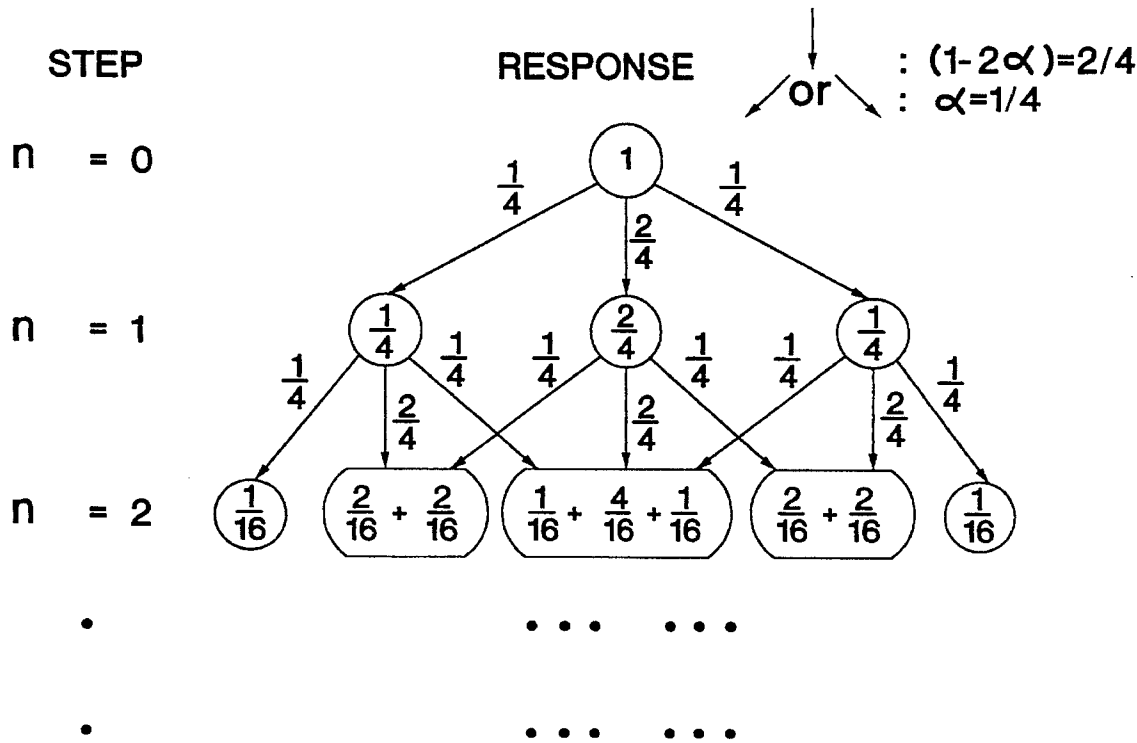 STEP RESPONSE or : (1-2α)=2/4
: α=1/4
n = 0 1
1/4 2/4 1/4
n = 1 1/4 2/4 1/4
1/4 2/4 1/4 1/4 2/4 1/4 1/4 2/4 1/4
n = 2 1/16 2/16 + 2/16 1/16 + 4/16 + 1/16 2/16 + 2/16 1/16
. ... ...
. ... ...